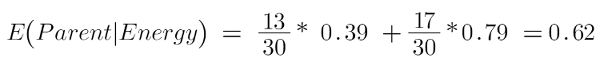 E(Parent|Energy) = 13/30 * 0.39 + 17/30 * 0.79 = 0.62